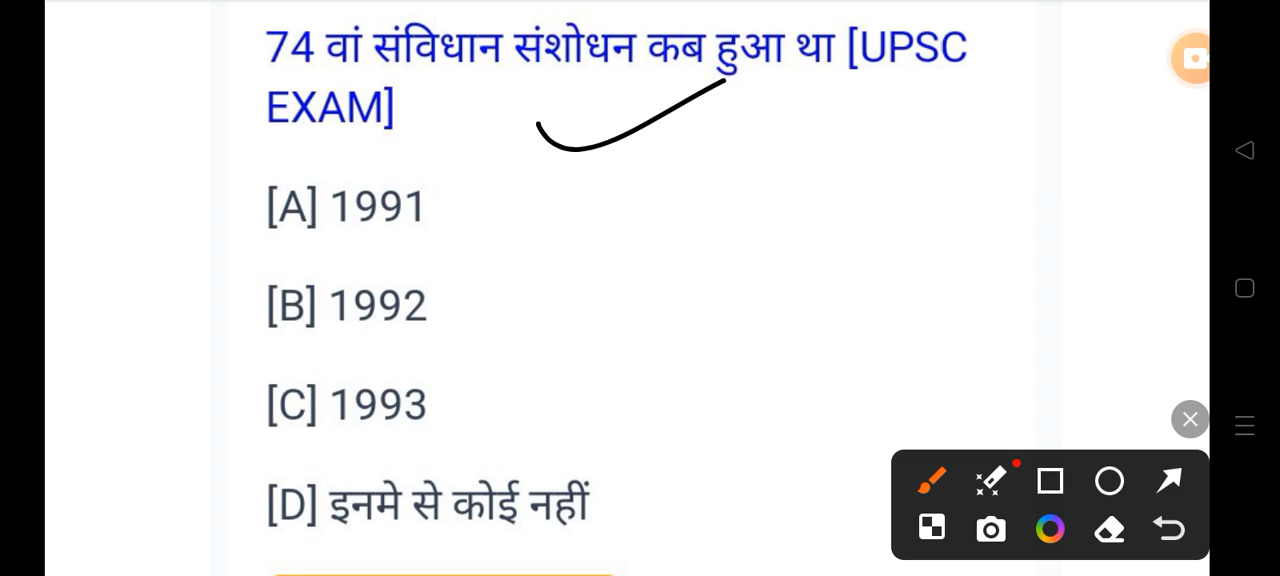 74 वां संविधान संशोधन कब हुआ था [UPSC
EXAM]
[A] 1991
[B] 1992
[C] 1993
[D] इनमे से कोई नहीं